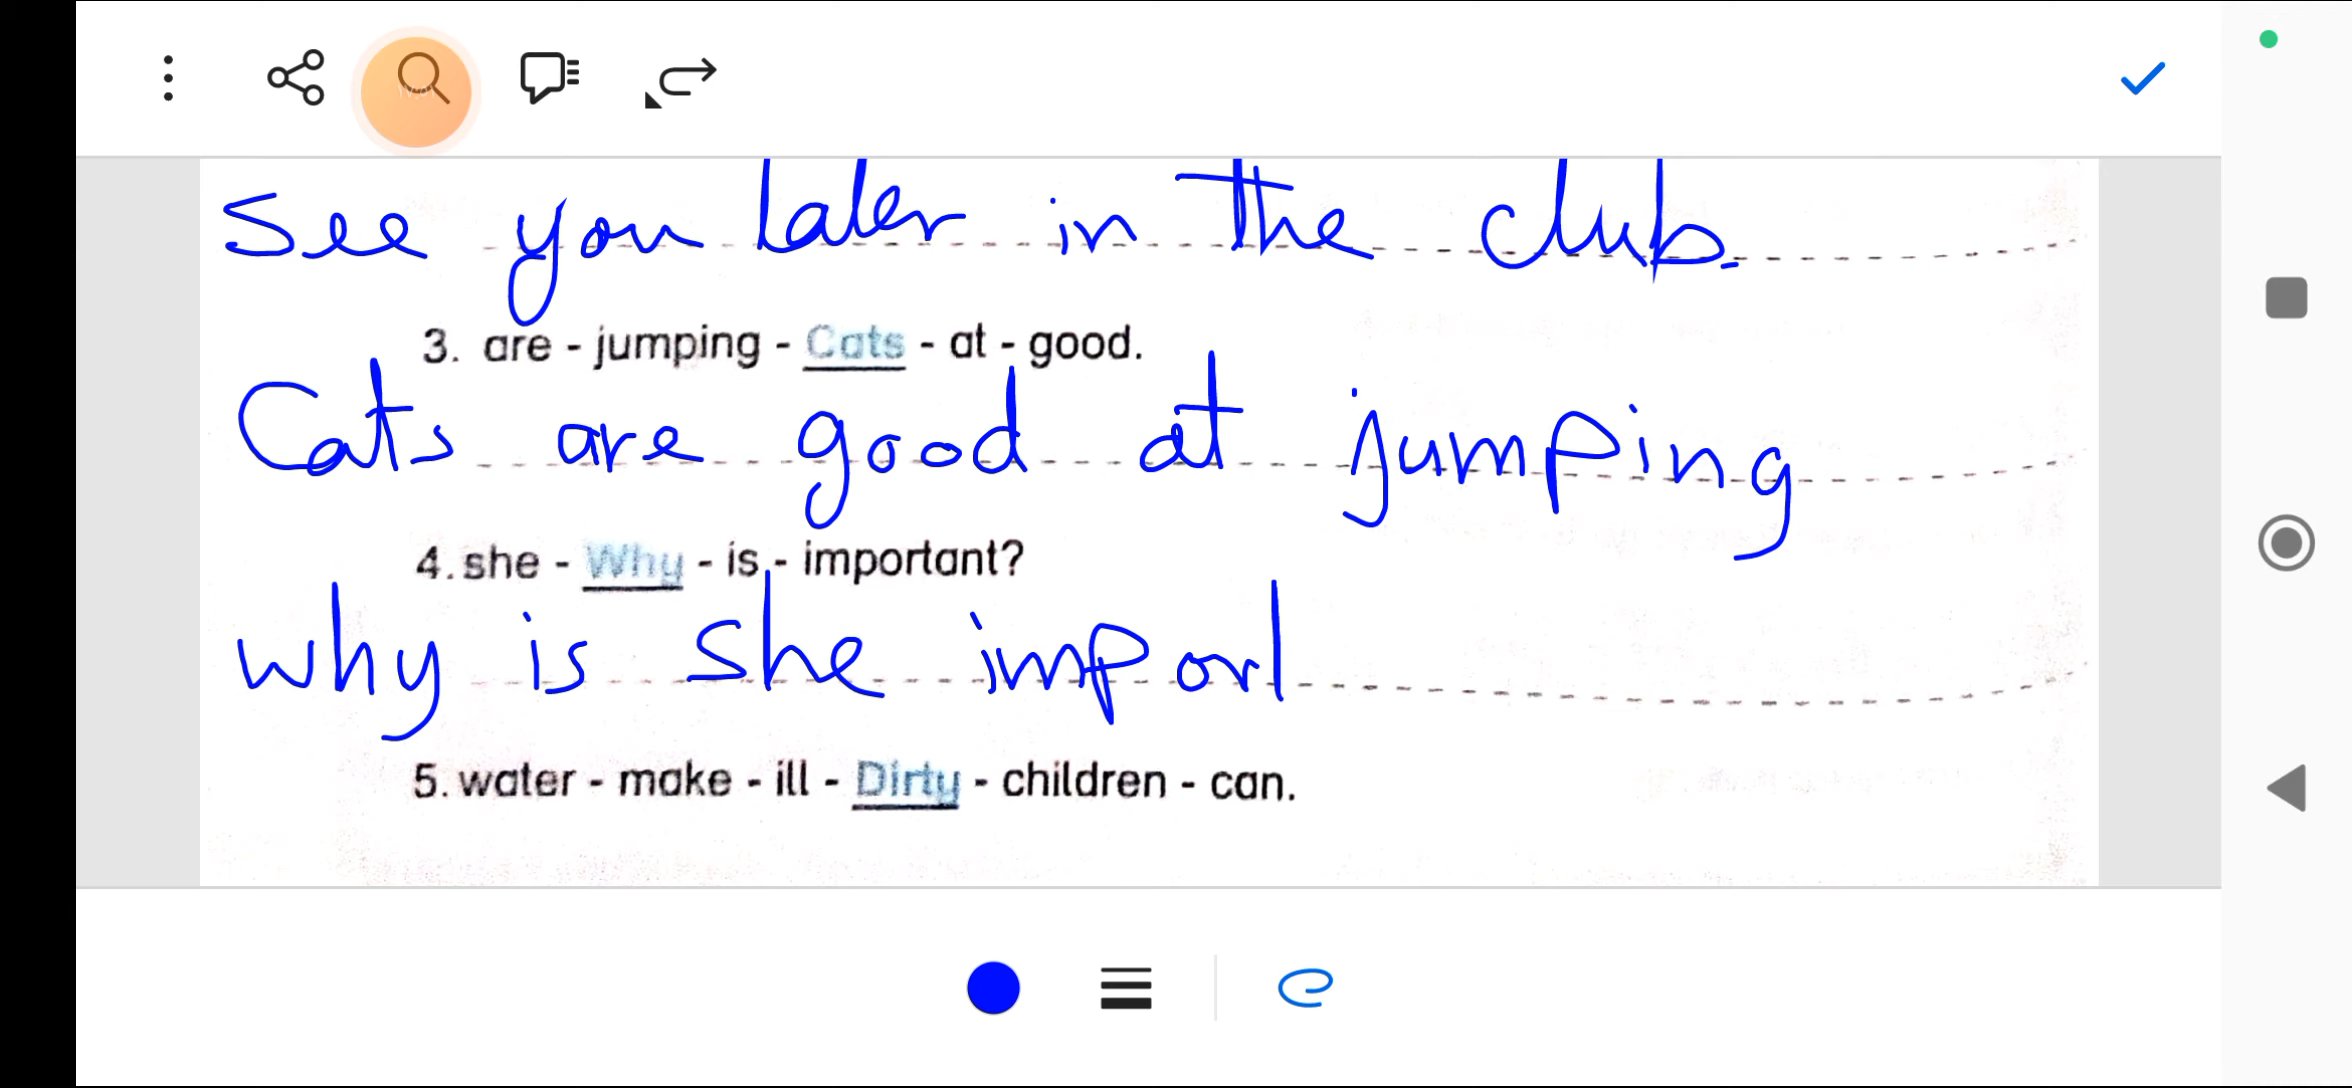 See you later in the club.
3. are - jumping - Cats - at - good.
Cats are good at jumping
4. she - Why - is - important?
why is she import
5. water - make - ill - Dirty - children - can.